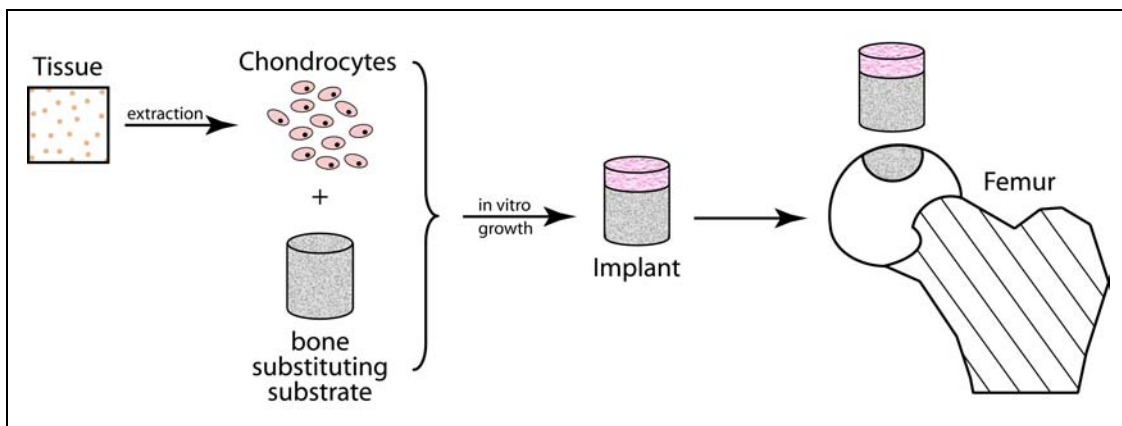 Tissue
extraction
Chondrocytes
+
bone
substituting
substrate
in vitro
growth
Implant
Femur